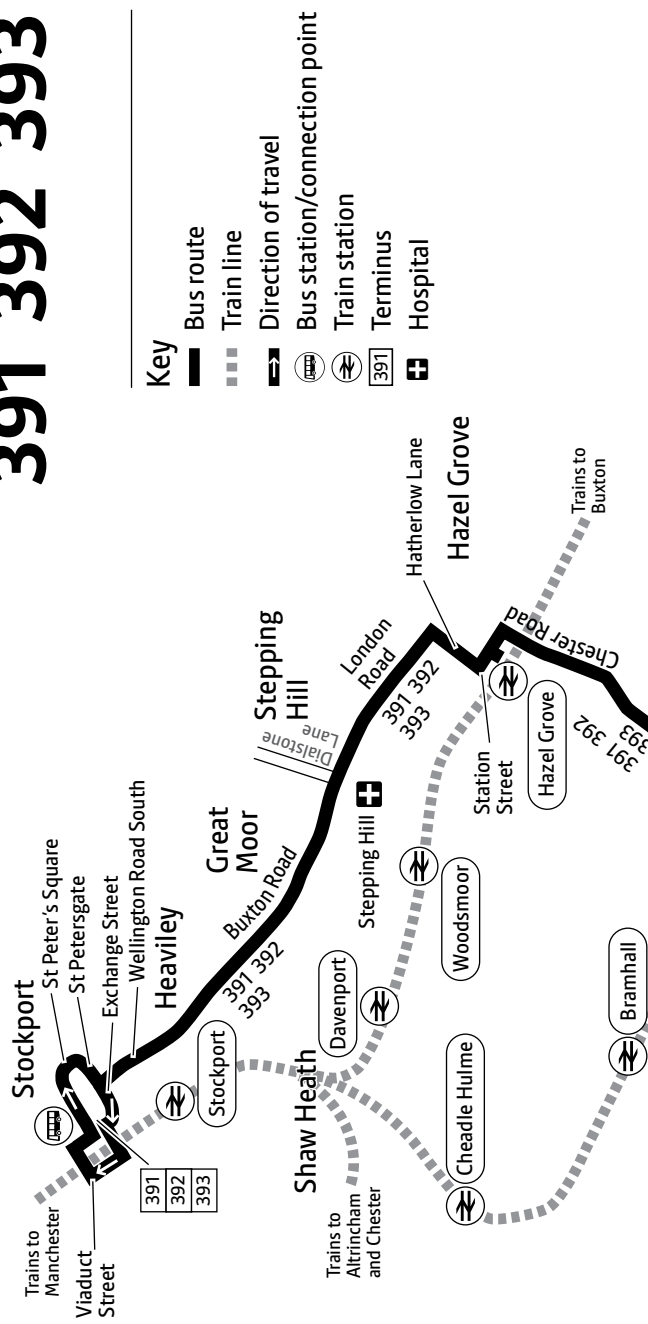 391 392 393
Key
Bus route
Train line
Direction of travel
Bus station/connection point
Train station
391
Terminus
Hospital
Stockport
St Peter's Square
St Petersgate
Exchange Street
Wellington Road South
Trains to
Manchester
Viaduct
Street
391
392
393
Stockport
Heaviley
Great
Moor
Buxton Road
391 392
393
Stepping
Hill
Dialstone
Lane
London
Road
391 392
393
Stepping Hill
Shaw Heath
Davenport
Woodsmoor
Trains to
Altrincham
and Chester
Cheadle Hulme
Bramhall
Hatherlow Lane
Hazel Grove
Station
Street
Hazel Grove
Chester Road
391 392
393
Trains to
Buxton